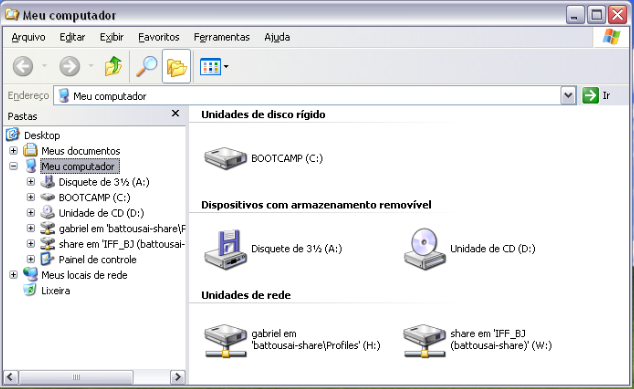 Meu computador
Arquivo Editar Exibir Favoritos Ferramentas Ajuda
Endereço Meu computador Ir
Pastas
Desktop
Meus documentos
Meu computador
Disquete de 3½ (A:)
BOOTCAMP (C:)
Unidade de CD (D:)
gabriel em 'battousai-share\P
share em 'IFF_BJ (battousai-
Painel de controle
Meus locais de rede
Lixeira
Unidades de disco rígido
BOOTCAMP (C:)
Dispositivos com armazenamento removível
Disquete de 3½ (A:)
Unidade de CD (D:)
Unidades de rede
gabriel em
'battousai-share\Profiles' (H:)
share em 'IFF_BJ
(battousai-share)' (W:)